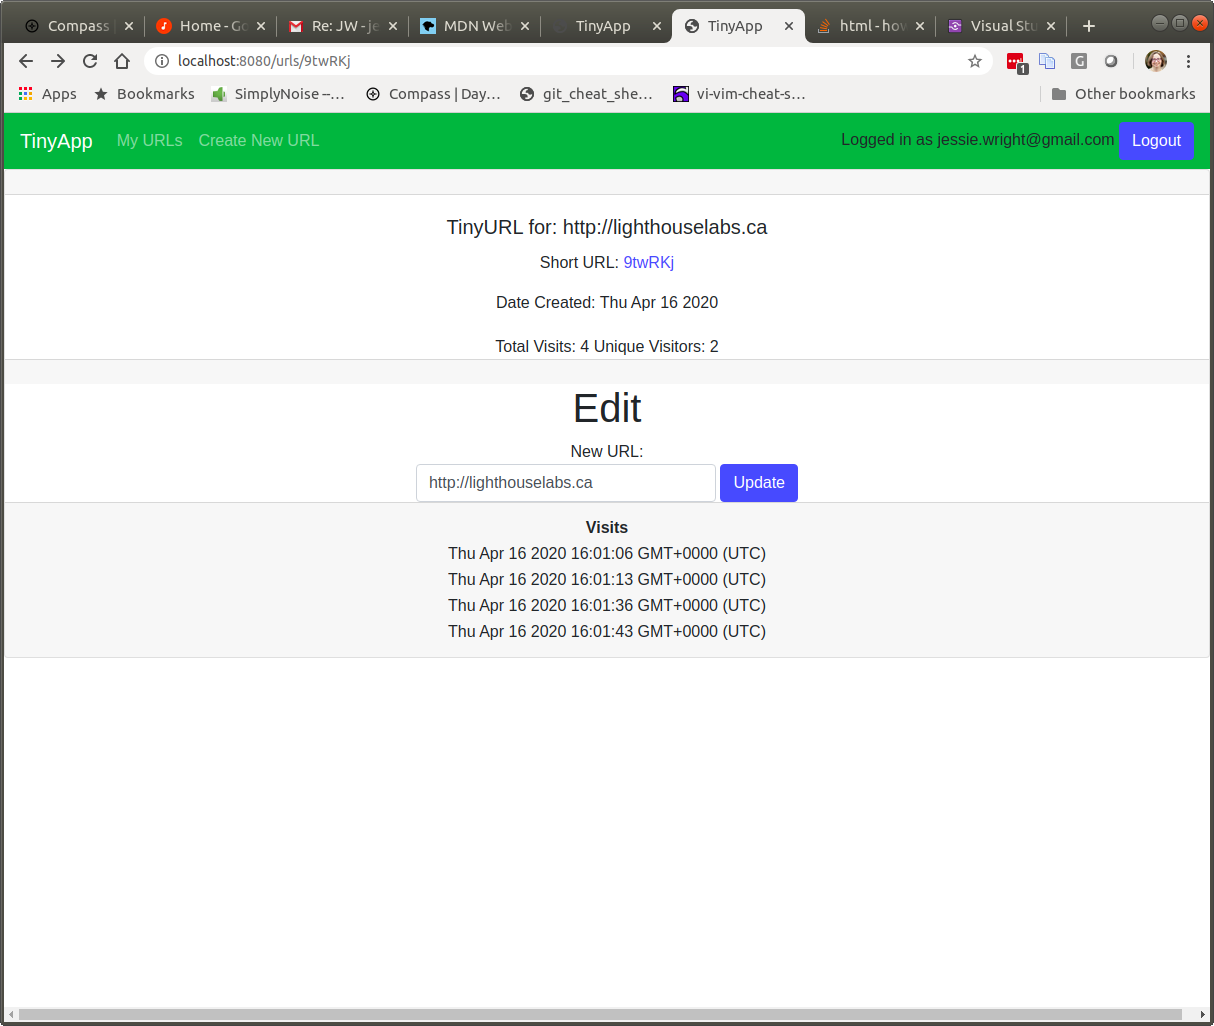 Compass
Home - Go
Re: JW - je
MDN Web
TinyApp
TinyApp
html - how
Visual Stu
localhost:8080/urls/9twRKj
1
G
Apps
Bookmarks
SimplyNoise --...
Compass | Day...
git_cheat_she...
vi-vim-cheat-s...
Other bookmarks
TinyApp My URLs Create New URL
Logged in as jessie.wright@gmail.com Logout
TinyURL for: http://lighthouselabs.ca
Short URL: 9twRKj
Date Created: Thu Apr 16 2020
Total Visits: 4 Unique Visitors: 2
Edit
New URL:
http://lighthouselabs.ca Update
Visits
Thu Apr 16 2020 16:01:06 GMT+0000 (UTC)
Thu Apr 16 2020 16:01:13 GMT+0000 (UTC)
Thu Apr 16 2020 16:01:36 GMT+0000 (UTC)
Thu Apr 16 2020 16:01:43 GMT+0000 (UTC)